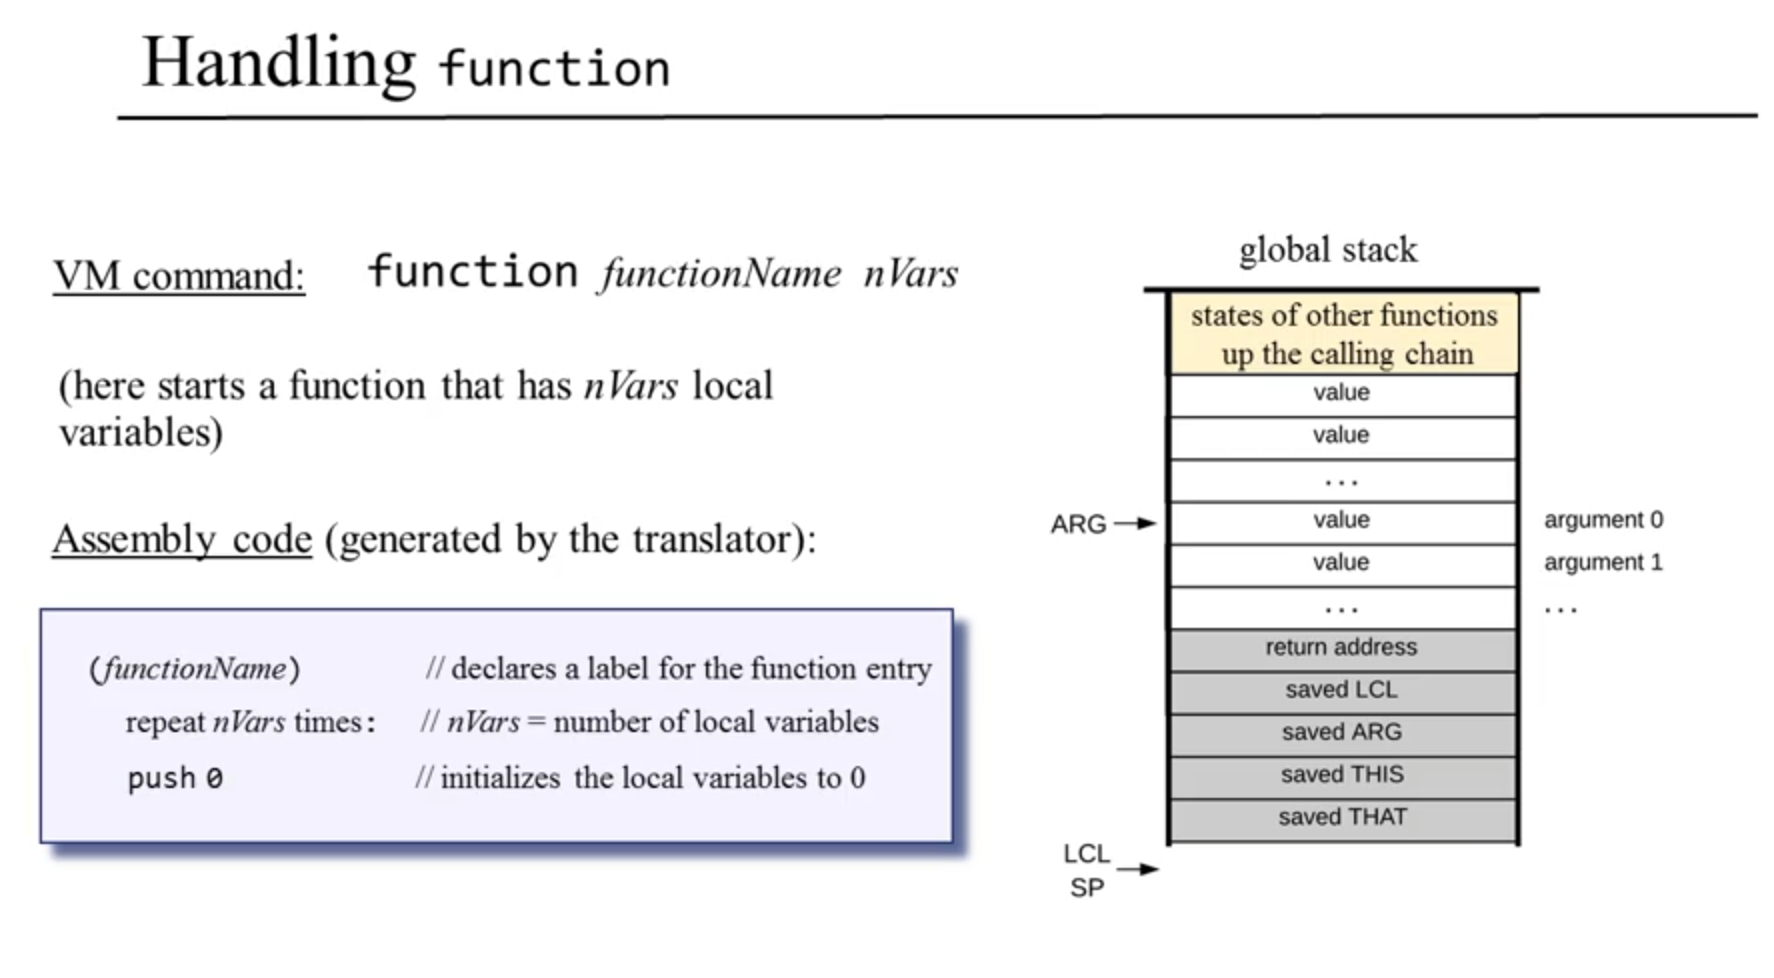 Handling function
VM command: function functionName nVars
(here starts a function that has nVars local
variables)
Assembly code (generated by the translator):
(functionName) // declares a label for the function entry
repeat nVars times: // nVars = number of local variables
push 0 // initializes the local variables to 0
global stack
states of other functions
up the calling chain
value
value
...
ARG value argument 0
value argument 1
... ...
return address
saved LCL
saved ARG
saved THIS
saved THAT
LCL
SP